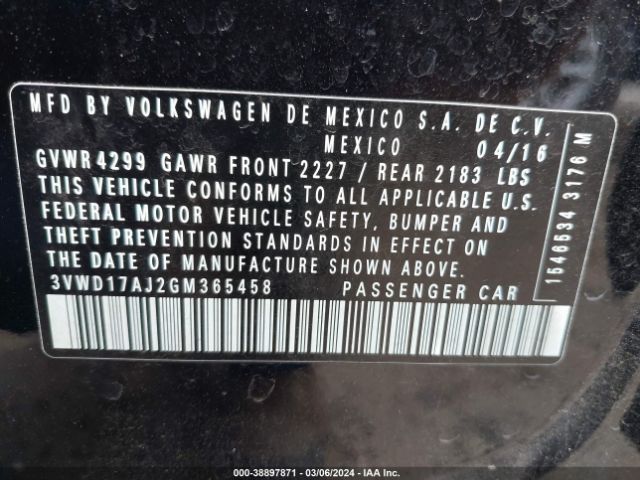 MFD BY VOLKSWAGEN DE MEXICO S.A. DE C.V.
MEXICO 04/16
GVWR 4299 GAWR FRONT 2227 / REAR 2183 LBS
THIS VEHICLE CONFORMS TO ALL APPLICABLE U.S.
FEDERAL MOTOR VEHICLE SAFETY, BUMPER AND
THEFT PREVENTION STANDARDS IN EFFECT ON
THE DATE OF MANUFACTURE SHOWN ABOVE.
3VWD17AJ2GM365458 PASSENGER CAR
1546534 3176 M
000-38897871 | 03/06/2024 | IAA Inc.